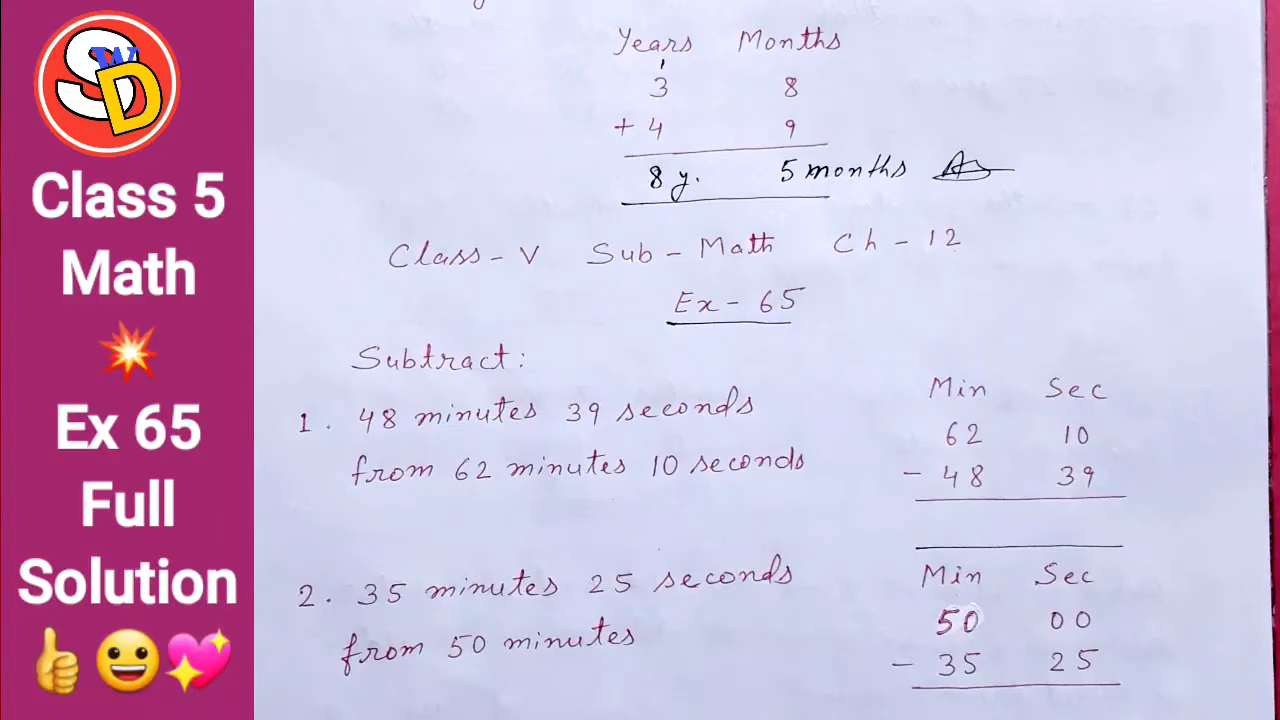 SWD
Class 5
Math
Ex 65
Full
Solution
Years Months
1
3 8
+ 4 9
8 y. 5 months
Class - V Sub - Math Ch - 12
Ex - 65
Subtract:
1. 48 minutes 39 seconds
from 62 minutes 10 seconds
Min Sec
62 10
- 48 39
2. 35 minutes 25 seconds
from 50 minutes
Min Sec
50 00
- 35 25